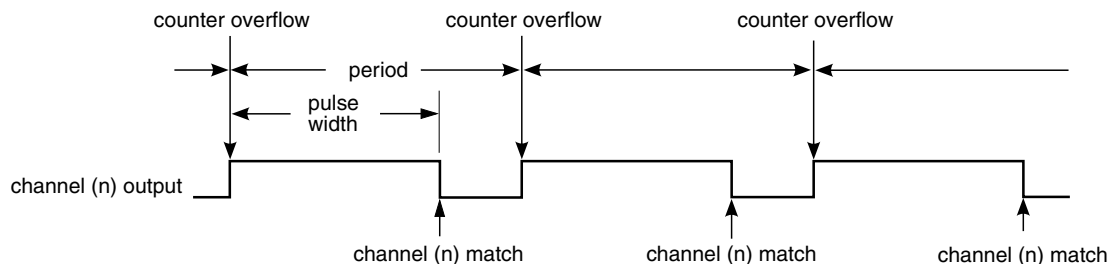 counter overflow
counter overflow
counter overflow
period
pulse
width
channel (n) output
channel (n) match
channel (n) match
channel (n) match